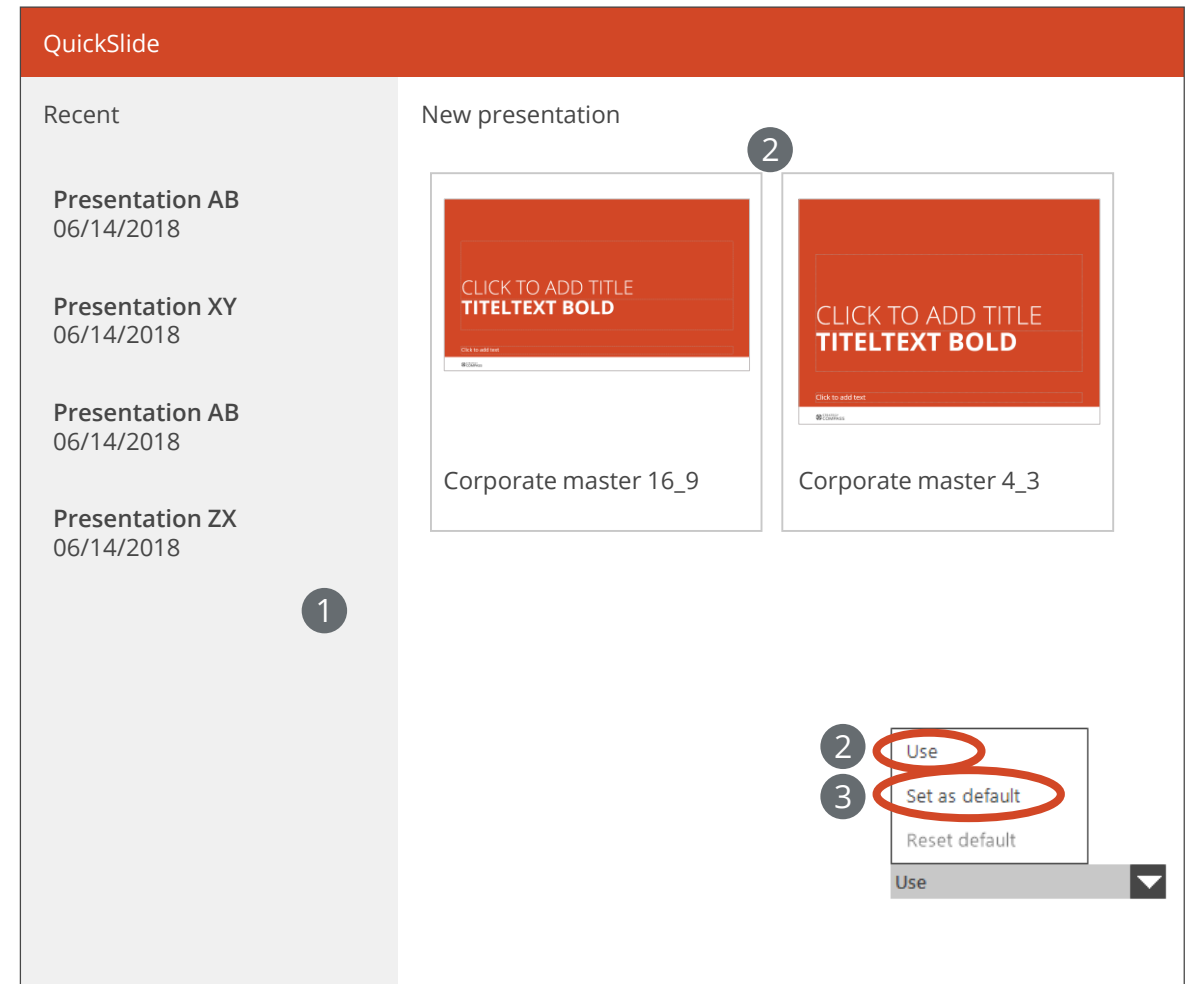 QuickSlide
Recent
Presentation AB
06/14/2018
Presentation XY
06/14/2018
Presentation AB
06/14/2018
Presentation ZX
06/14/2018
1
New presentation
2
CLICK TO ADD TITLE
TITELTEXT BOLD
Click to add text
Corporate master 16_9
CLICK TO ADD TITLE
TITELTEXT BOLD
Click to add text
COMPASS
Corporate master 4_3
2 Use
3 Set as default
Reset default
Use